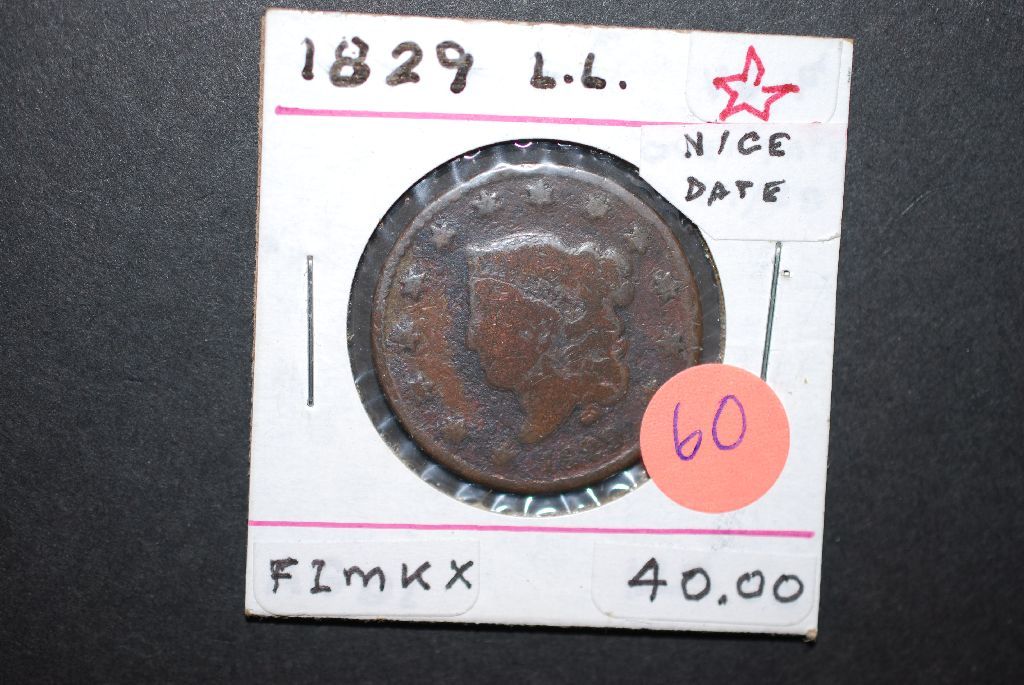 1829 L.L.
NICE
DATE
60
FIMKX
40.00